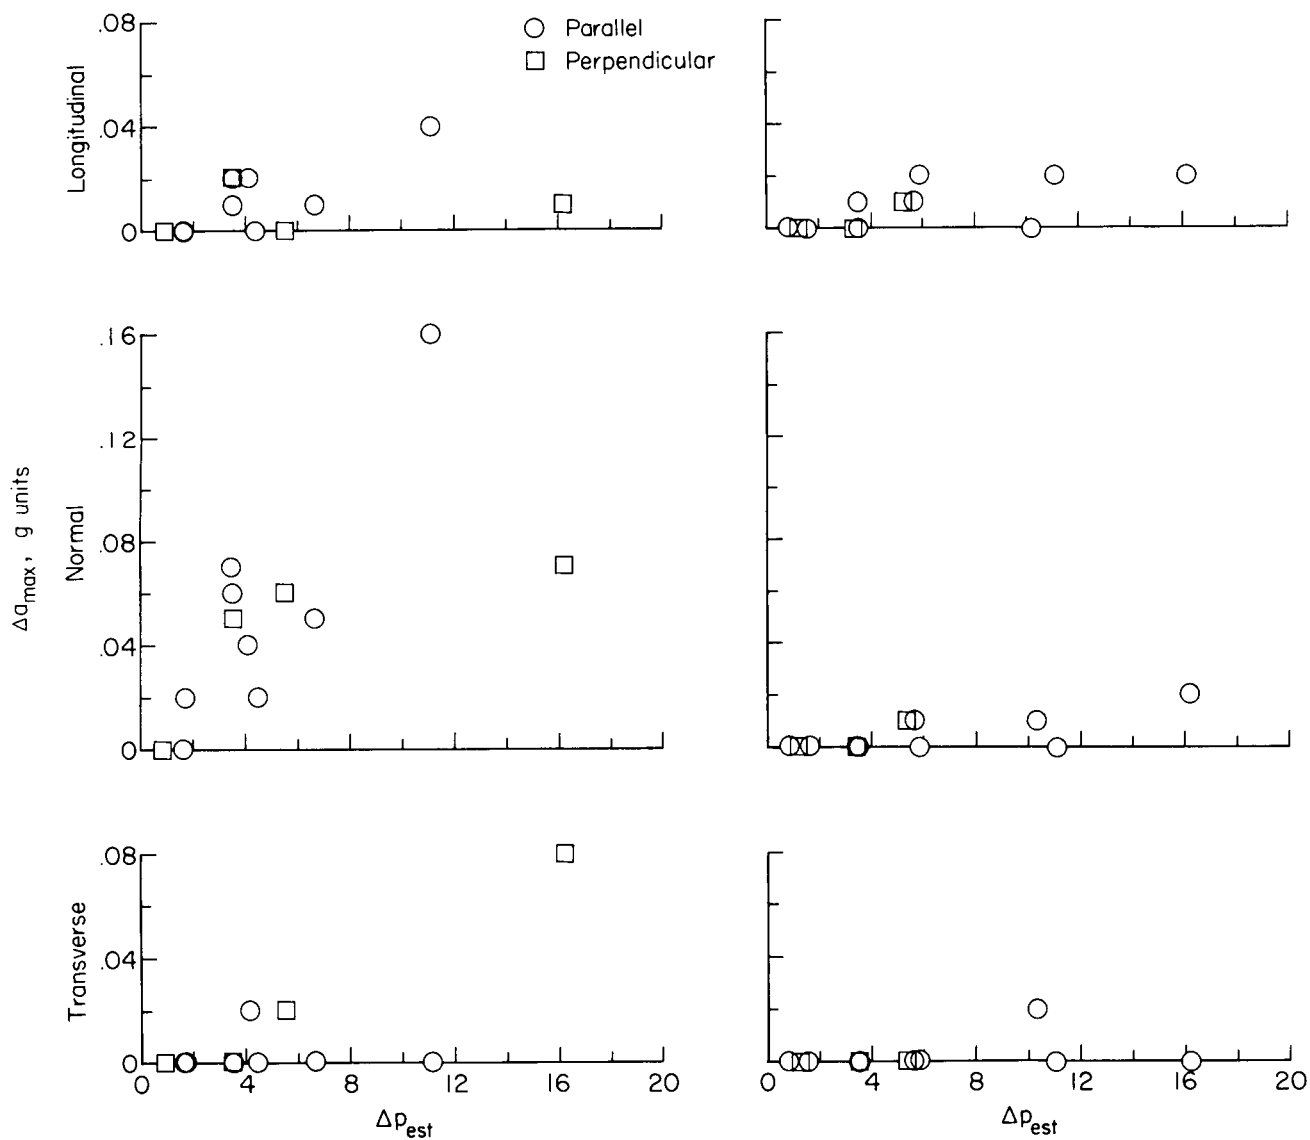 Parallel
Perpendicular
Longitudinal
.08
.04
0
Δa_max, g units
Normal
.16
.12
.08
.04
0
Transverse
.08
.04
0
0 4 8 12 16 20
Δp_est
0 4 8 12 16 20
Δp_est